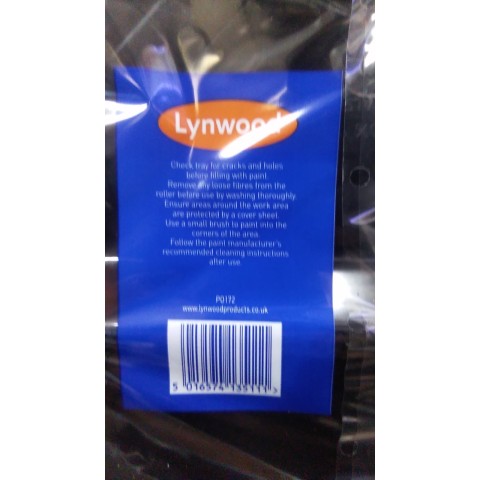 Lynwood
Check tray for cracks and holes
before filling with paint.
Remove any loose fibres from the
roller before use by washing thoroughly.
Ensure areas around the work area
are protected by a cover sheet.
Use a small brush to paint into the
corners of the area.
Follow the paint manufacturer's
recommended cleaning instructions
after use.
PO172
www.lynwoodproducts.co.uk
5 016574 135111 >